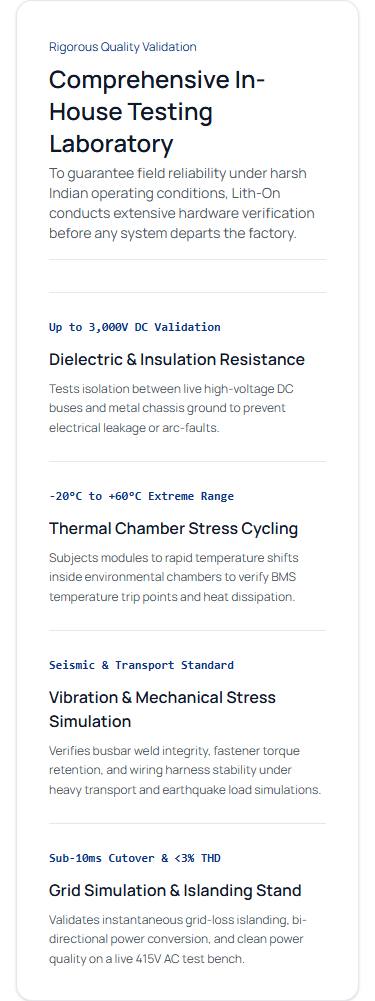 Rigorous Quality Validation
Comprehensive In-
House Testing
Laboratory
To guarantee field reliability under harsh
Indian operating conditions, Lith-On
conducts extensive hardware verification
before any system departs the factory.
Up to 3,000V DC Validation
Dielectric & Insulation Resistance
Tests isolation between live high-voltage DC
buses and metal chassis ground to prevent
electrical leakage or arc-faults.
-20°C to +60°C Extreme Range
Thermal Chamber Stress Cycling
Subjects modules to rapid temperature shifts
inside environmental chambers to verify BMS
temperature trip points and heat dissipation.
Seismic & Transport Standard
Vibration & Mechanical Stress
Simulation
Verifies busbar weld integrity, fastener torque
retention, and wiring harness stability under
heavy transport and earthquake load simulations.
Sub-10ms Cutover & <3% THD
Grid Simulation & Islanding Stand
Validates instantaneous grid-loss islanding, bi-
directional power conversion, and clean power
quality on a live 415V AC test bench.